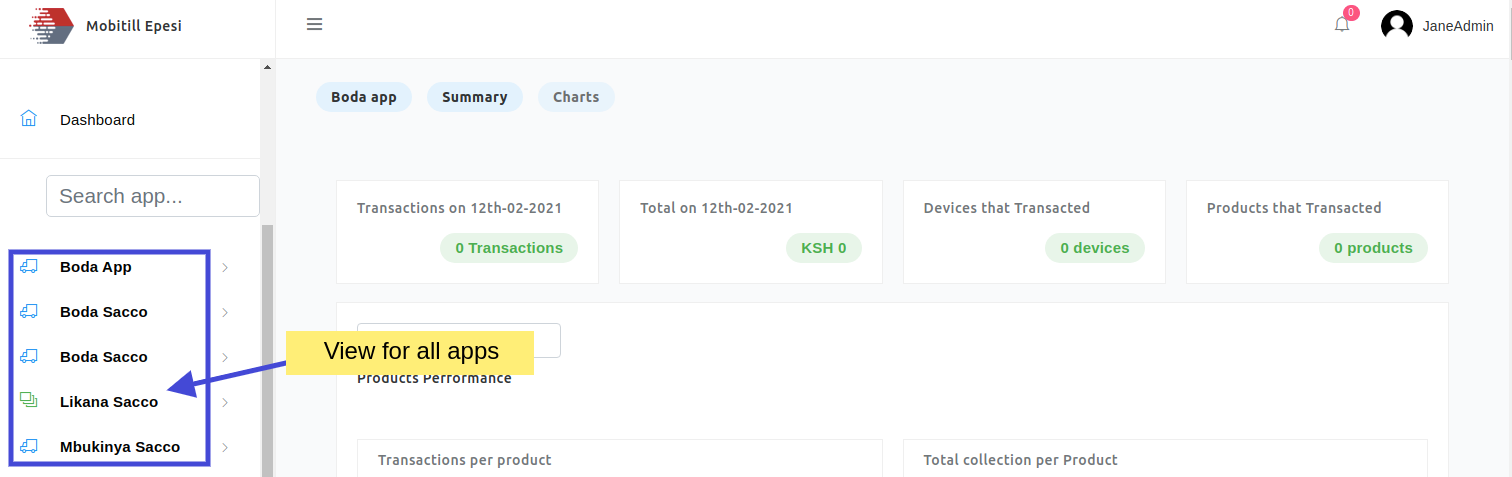 Mobitill Epesi
0
JaneAdmin
Dashboard
Search app...
Boda App
Boda Sacco
Boda Sacco
Likana Sacco
Mbukinya Sacco
Boda app
Summary
Charts
Transactions on 12th-02-2021
0 Transactions
Total on 12th-02-2021
KSH 0
Devices that Transacted
0 devices
Products that Transacted
0 products
View for all apps
Products Performance
Transactions per product
Total collection per Product